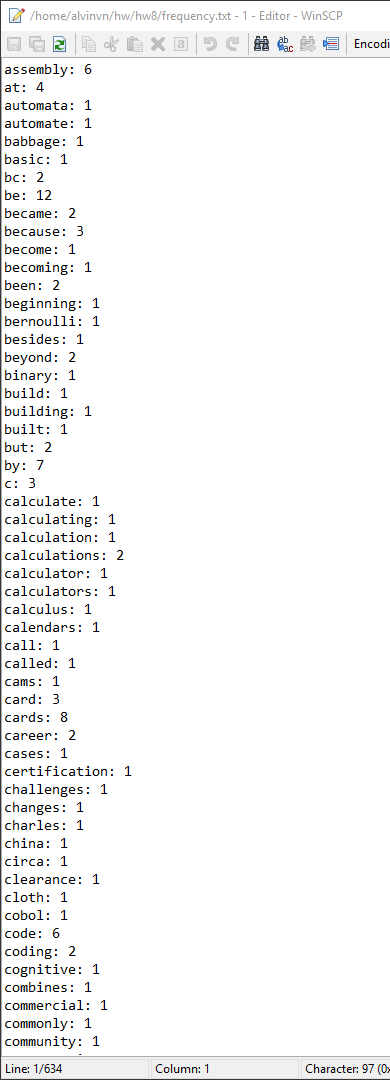 /home/alvinvn/hw/hw8/frequency.txt - 1 - Editor - WinSCP
Encodi
assembly: 6
at: 4
automata: 1
automate: 1
babbage: 1
basic: 1
bc: 2
be: 12
became: 2
because: 3
become: 1
becoming: 1
been: 2
beginning: 1
bernoulli: 1
besides: 1
beyond: 2
binary: 1
build: 1
building: 1
built: 1
but: 2
by: 7
c: 3
calculate: 1
calculating: 1
calculation: 1
calculations: 2
calculator: 1
calculators: 1
calculus: 1
calendars: 1
call: 1
called: 1
cams: 1
card: 3
cards: 8
career: 2
cases: 1
certification: 1
challenges: 1
changes: 1
charles: 1
china: 1
circa: 1
clearance: 1
cloth: 1
cobol: 1
code: 6
coding: 2
cognitive: 1
combines: 1
commercial: 1
commonly: 1
community: 1
Line: 1/634 Column: 1 Character: 97 (0x